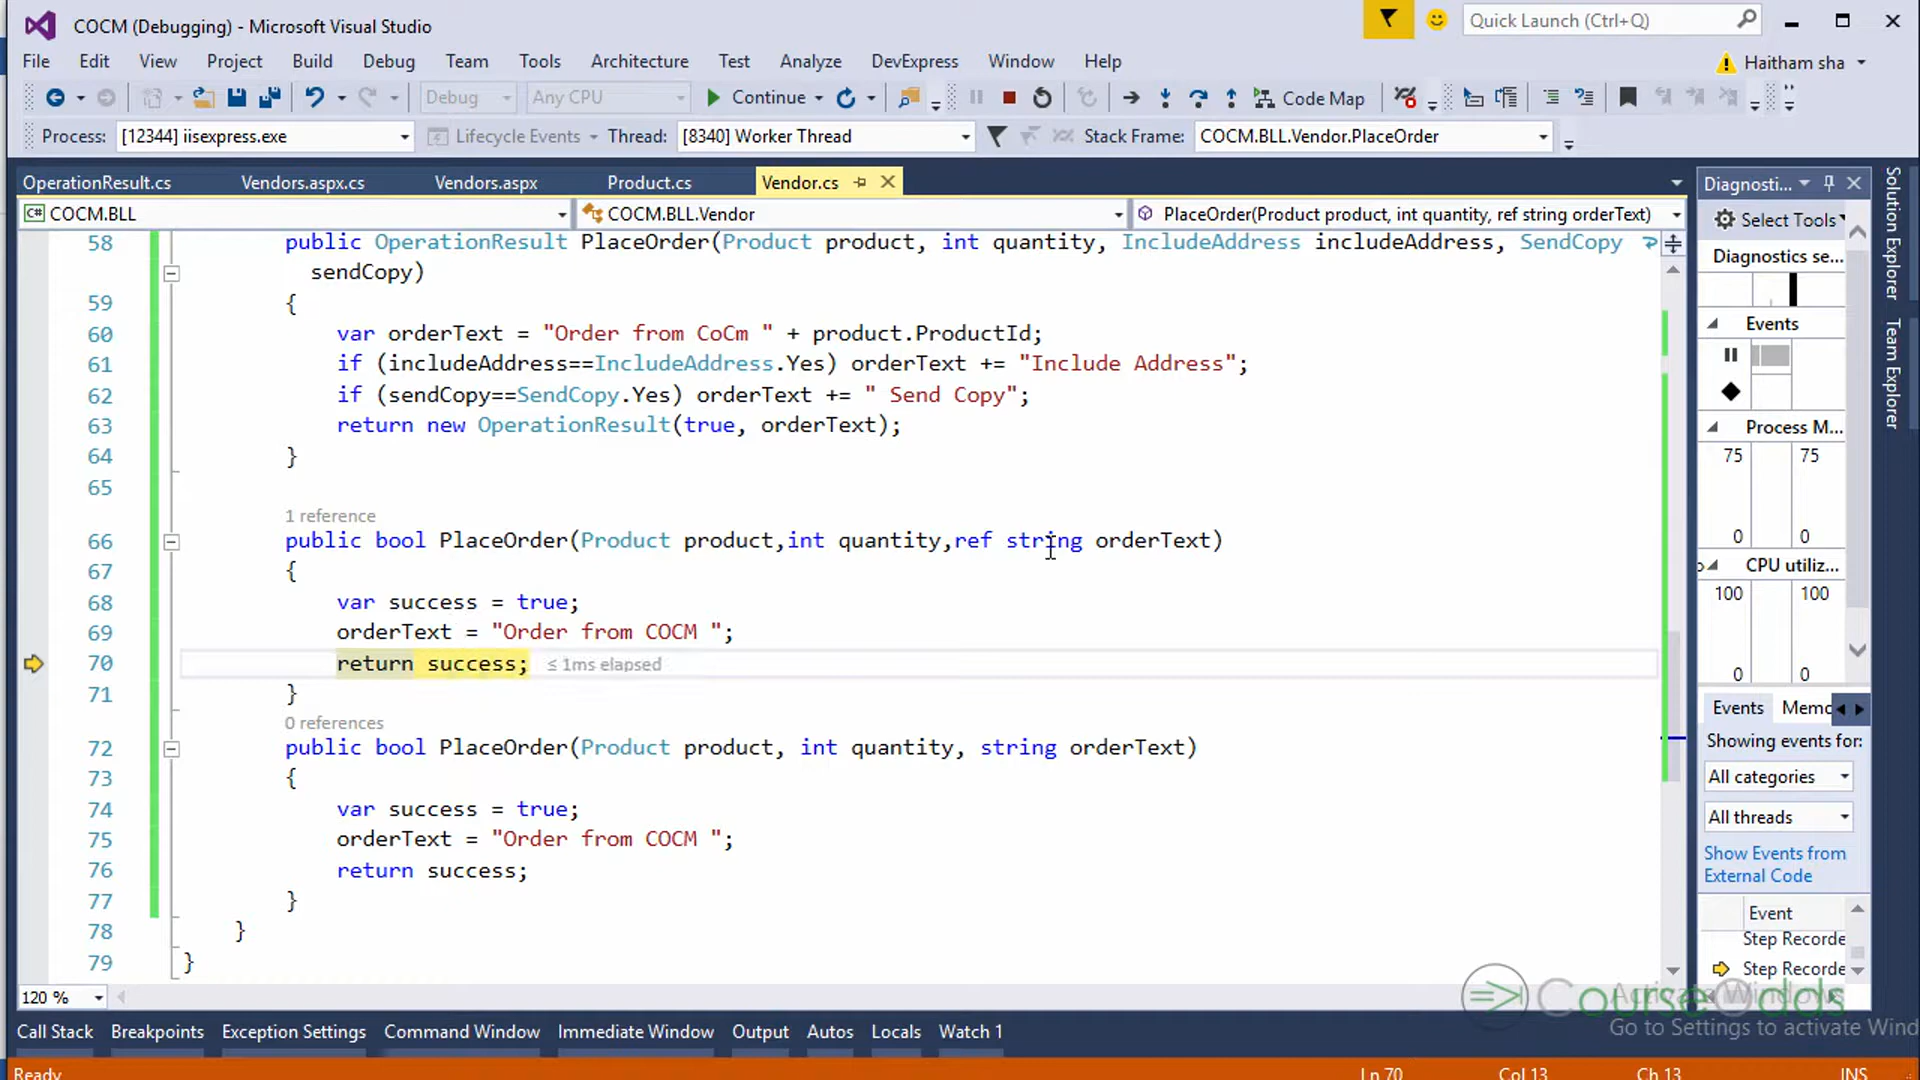 COCM (Debugging) - Microsoft Visual Studio
Quick Launch (Ctrl+Q)
File Edit View Project Build Debug Team Tools Architecture Test Analyze DevExpress Window Help
Haitham sha
Debug Any CPU Continue Code Map
Process: [12344] iisexpress.exe Lifecycle Events Thread: [8340] Worker Thread Stack Frame: COCM.BLL.Vendor.PlaceOrder
OperationResult.cs Vendors.aspx.cs Vendors.aspx Product.cs Vendor.cs
C# COCM.BLL COCM.BLL.Vendor PlaceOrder(Product product, int quantity, ref string orderText)
58 public OperationResult PlaceOrder(Product product, int quantity, IncludeAddress includeAddress, SendCopy
sendCopy)
59 {
60 var orderText = "Order from CoCm " + product.ProductId;
61 if (includeAddress==IncludeAddress.Yes) orderText += "Include Address";
62 if (sendCopy==SendCopy.Yes) orderText += " Send Copy";
63 return new OperationResult(true, orderText);
64 }
65
1 reference
66 public bool PlaceOrder(Product product,int quantity,ref string orderText)
67 {
68 var success = true;
69 orderText = "Order from COCM ";
70 return success; ≤ 1ms elapsed
71 }
0 references
72 public bool PlaceOrder(Product product, int quantity, string orderText)
73 {
74 var success = true;
75 orderText = "Order from COCM ";
76 return success;
77 }
78 }
79 }
120 %
Diagnosti...
Select Tools
Diagnostics se...
Events
Process M...
75 75
0 0
CPU utiliz...
100 100
0 0
Events Memo
Showing events for:
All categories
All threads
Show Events from
External Code
Event
Step Recorde
Step Recorde
Solution Explorer
Team Explorer
CourseOdds
Activate Windows
Go to Settings to activate Wind
Call Stack Breakpoints Exception Settings Command Window Immediate Window Output Autos Locals Watch 1
Ready Ln 70 Col 13 Ch 13 INS